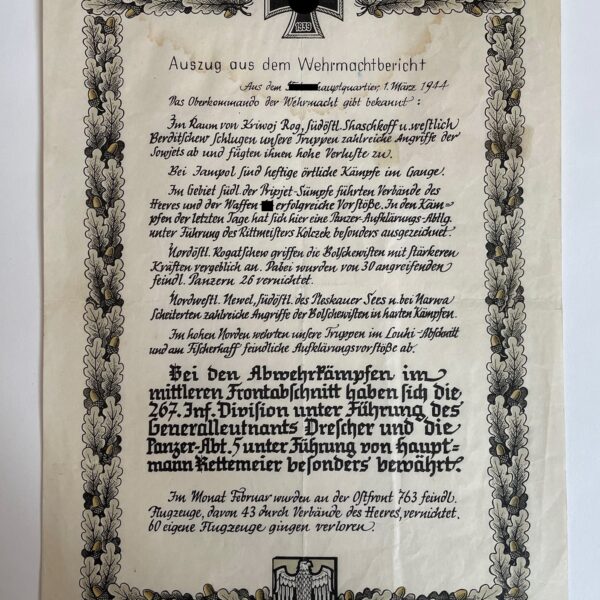 1939
Auszug aus dem Wehrmachtbericht
Aus dem hauptquartier, 1. März 1944
Das Oberkommando der Wehrmacht gibt bekannt:
Im Raum von Kriwoj Rog, südöstl. Shaschkoff u. westlich
Berditschew schlugen unsere Truppen zahlreiche Angriffe der
Sowjets ab und fügten ihnen hohe Verluste zu.
Bei Jampol sind heftige örtliche Kämpfe im Gange.
Im Gebiet südl. der Pripjet-Sümpfe führten Verbände des
Heeres und der Waffen erfolgreiche Vorstöße. In den Käm=
pfen der letzten Tage hat sich hier eine Panzer-Aufklärungs-Abtlg.
unter Führung des Rittmeisters Kolczek besonders ausgezeichnet.
Nordöstl. Rogatschew griffen die Bolschewisten mit stärkeren
Kräften vergeblich an. Dabei wurden von 30 angreifenden
feindl. Panzern 26 vernichtet.
Nordwestl. Newel, südöstl. des Pleskauer Sees u. bei Narwa
scheiterten zahlreiche Angriffe der Bolschewisten in harten Kämpfen.
Im hohen Norden wehrten unsere Truppen im Louhi-Abschnitt
und am Fischerhalf feindliche Aufklärungsvorstöße ab.
Bei den Abwehrkämpfen im
mittleren Frontabschnitt haben sich die
267. Inf. Division unter Führung des
Generalleutnants Drescher und die
Panzer-Abt. 5 unter Führung von Haupt=
mann Rettemeier besonders bewährt.
Im Monat Februar wurden an der Ostfront 763 feindl.
Flugzeuge, davon 43 durch Verbände des Heeres, vernichtet.
60 eigene Flugzeuge gingen verloren.